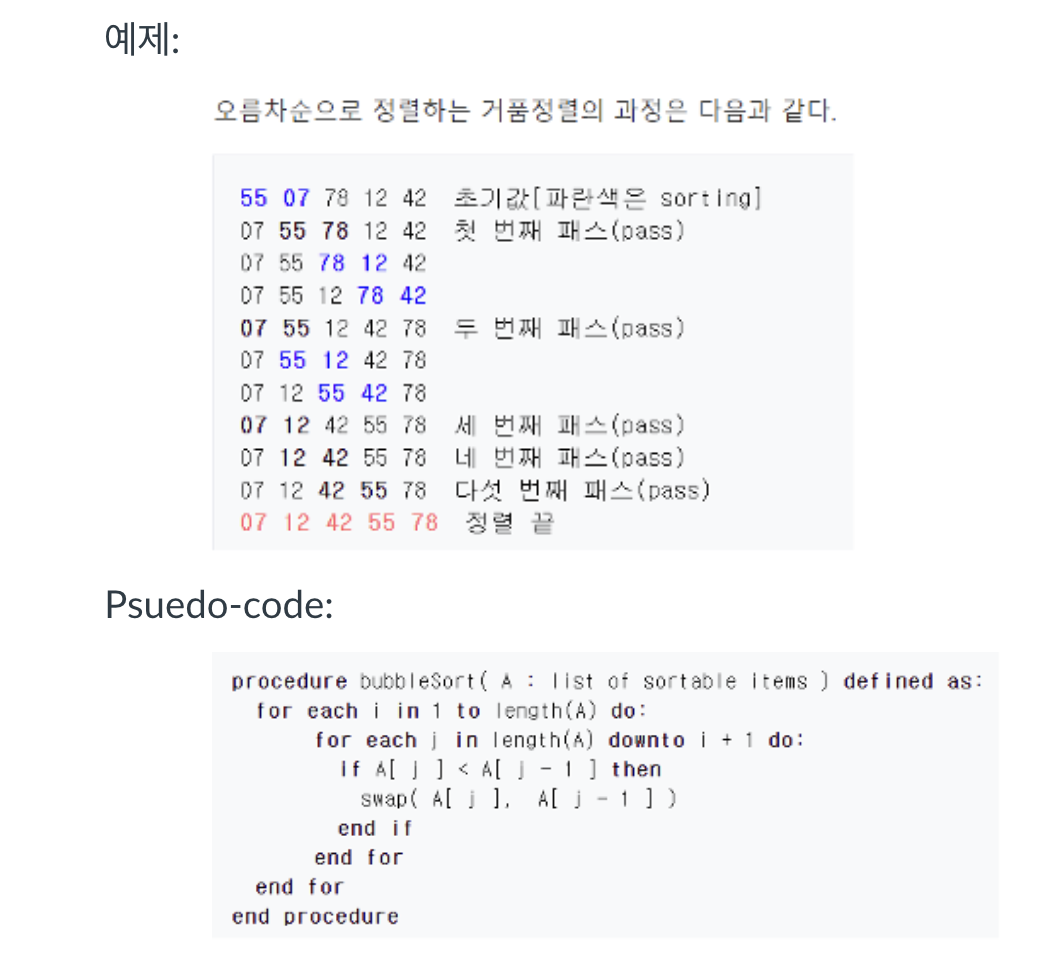 예제:
오름차순으로 정렬하는 거품정렬의 과정은 다음과 같다.
55 07 78 12 42 초기값[파란색은 sorting]
07 55 78 12 42 첫 번째 패스(pass)
07 55 78 12 42
07 55 12 78 42
07 55 12 42 78 두 번째 패스(pass)
07 55 12 42 78
07 12 55 42 78
07 12 42 55 78 세 번째 패스(pass)
07 12 42 55 78 네 번째 패스(pass)
07 12 42 55 78 다섯 번째 패스(pass)
07 12 42 55 78 정렬 끝
Psuedo-code:
procedure bubbleSort( A : list of sortable items ) defined as:
for each i in 1 to length(A) do:
for each j in length(A) downto i + 1 do:
if A[ j ] < A[ j - 1 ] then
swap( A[ j ], A[ j - 1 ] )
end if
end for
end for
end procedure